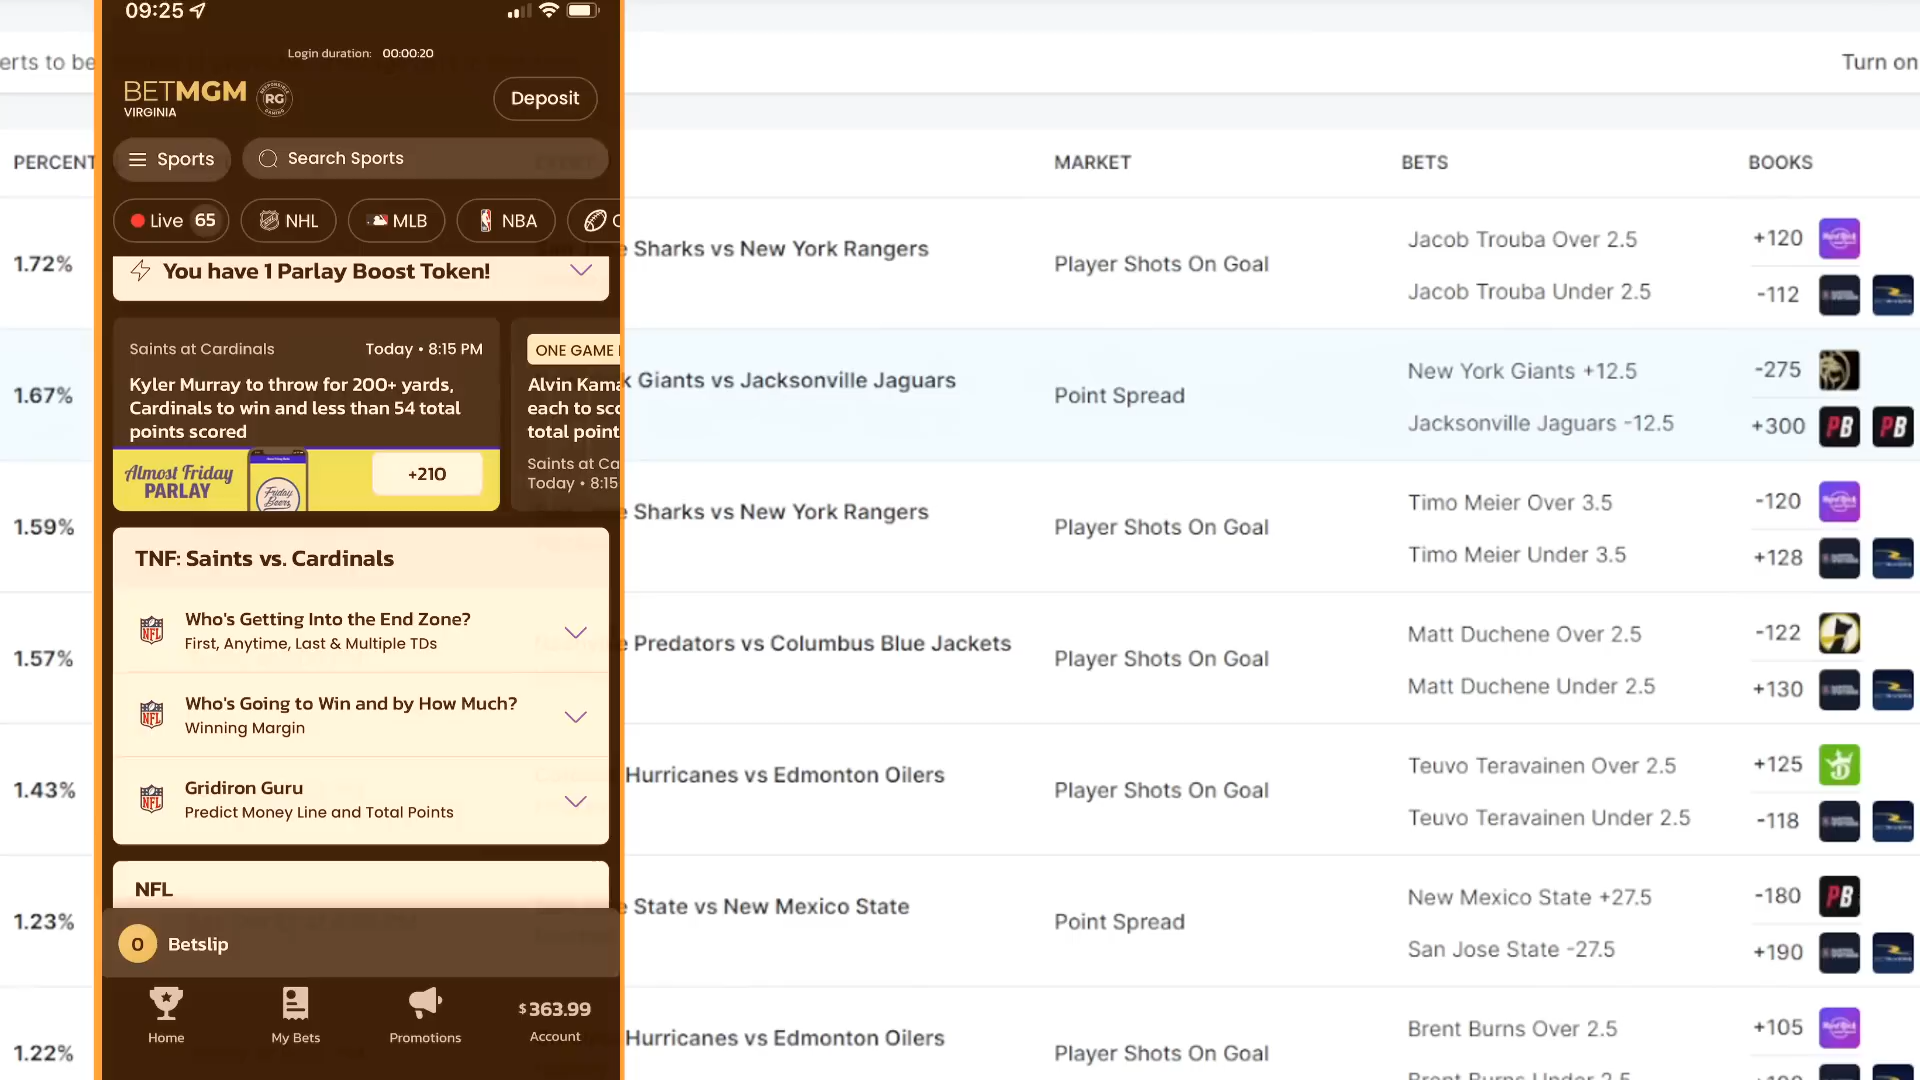 09:25
Login duration: 00:00:20
BETMGM
VIRGINIA
RG
Deposit
Sports
Search Sports
Live 65
NHL
MLB
NBA
You have 1 Parlay Boost Token!
Saints at Cardinals
Today • 8:15 PM
Kyler Murray to throw for 200+ yards,
Cardinals to win and less than 54 total
points scored
Almost Friday
PARLAY
Friday
Beers
+210
ONE GAME
Alvin Kama
each to sco
total point
Saints at Ca
Today • 8:15
TNF: Saints vs. Cardinals
Who's Getting Into the End Zone?
First, Anytime, Last & Multiple TDs
Who's Going to Win and by How Much?
Winning Margin
Gridiron Guru
Predict Money Line and Total Points
NFL
0 Betslip
Home
My Bets
Promotions
$363.99
Account
erts to be
Turn on
PERCENT
MARKET
BETS
BOOKS
1.72%
Sharks vs New York Rangers
Player Shots On Goal
Jacob Trouba Over 2.5
+120
Jacob Trouba Under 2.5
-112
1.67%
k Giants vs Jacksonville Jaguars
Point Spread
New York Giants +12.5
-275
Jacksonville Jaguars -12.5
+300
PB
PB
1.59%
Sharks vs New York Rangers
Player Shots On Goal
Timo Meier Over 3.5
-120
Timo Meier Under 3.5
+128
1.57%
Predators vs Columbus Blue Jackets
Player Shots On Goal
Matt Duchene Over 2.5
-122
Matt Duchene Under 2.5
+130
1.43%
Hurricanes vs Edmonton Oilers
Player Shots On Goal
Teuvo Teravainen Over 2.5
+125
Teuvo Teravainen Under 2.5
-118
1.23%
State vs New Mexico State
Point Spread
New Mexico State +27.5
-180
PB
San Jose State -27.5
+190
1.22%
Hurricanes vs Edmonton Oilers
Player Shots On Goal
Brent Burns Over 2.5
+105
Brent Burns Under 2.5